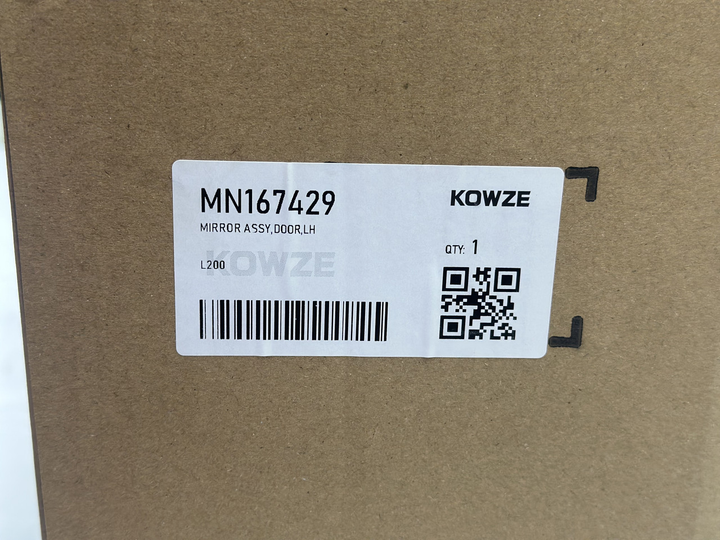 MN167429
KOWZE
MIRROR ASSY,DOOR,LH
QTY: 1
L200
KOWZE